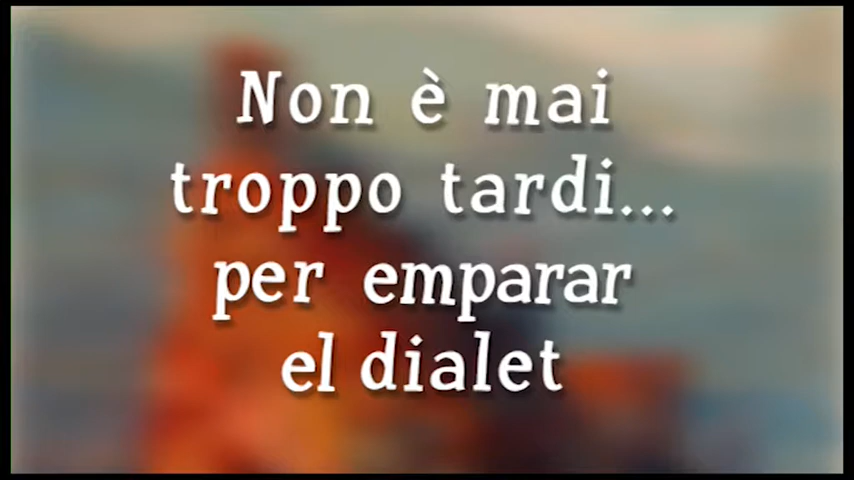 Non è mai
troppo tardi...
per emparar
el dialet